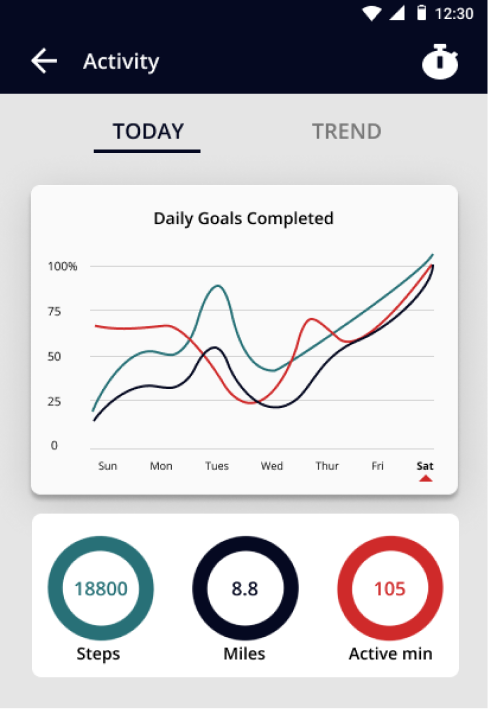 12:30
Activity
TODAY TREND
Daily Goals Completed
100%
75
50
25
0
Sun Mon Tues Wed Thur Fri Sat
18800 8.8 105
Steps Miles Active min